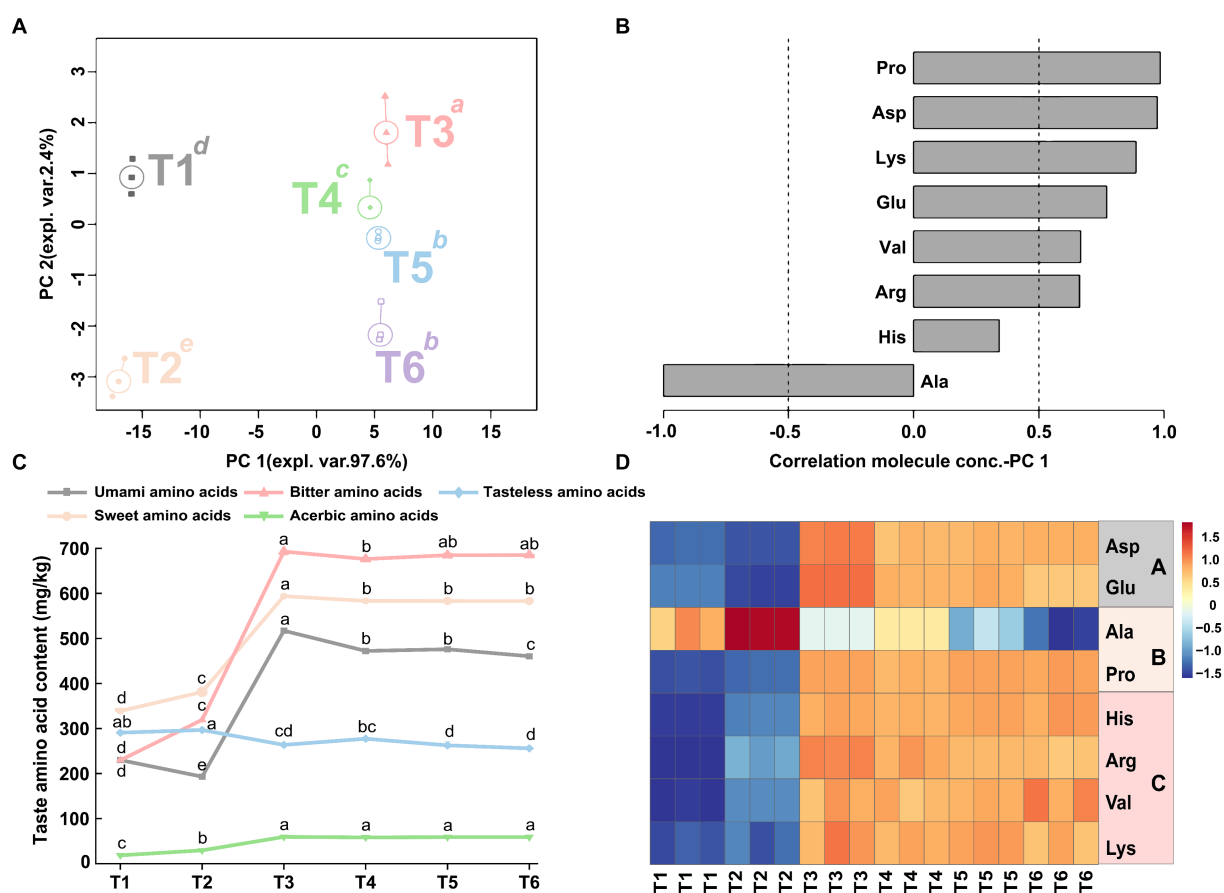 A
3
2
1
0
-1
-2
-3
PC 2(expl. var.2.4%)
T1d
T2e
T3a
T4c
T5b
T6b
-15 -10 -5 0 5 10 15
PC 1(expl. var.97.6%)
B
Pro
Asp
Lys
Glu
Val
Arg
His
Ala
-1.0 -0.5 0.0 0.5 1.0
Correlation molecule conc.-PC 1
C
Umami amino acids Bitter amino acids Tasteless amino acids
Sweet amino acids Acerbic amino acids
Taste amino acid content (mg/kg)
700
600
500
400
300
200
100
0
a b ab ab
a b b b
a b b c
d c
ab c a cd bc d d
d
d e
c b a a a a
T1 T2 T3 T4 T5 T6
D
Asp
Glu
A
Ala
Pro
B
His
Arg
Val
Lys
C
1.5
1.0
0.5
0
−0.5
−1.0
−1.5
T1 T1 T1 T2 T2 T2 T3 T3 T3 T4 T4 T4 T5 T5 T5 T6 T6 T6